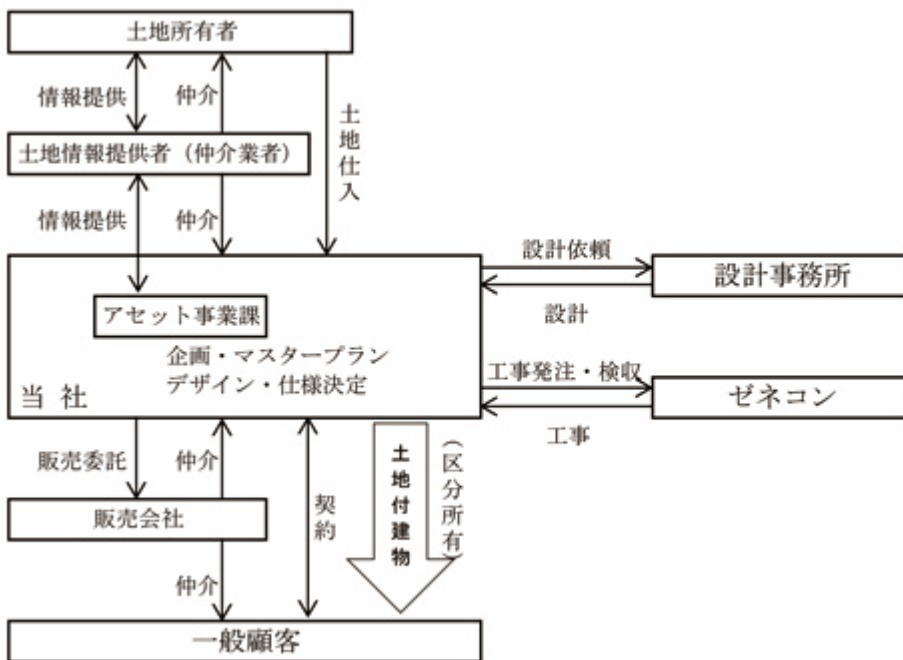 土地所有者
情報提供
仲介
土地仕入
土地情報提供者（仲介業者）
情報提供
仲介
設計依頼
設計事務所
設計
アセット事業課
企画・マスタープラン
デザイン・仕様決定
当 社
工事発注・検収
ゼネコン
工事
販売委託
仲介
契約
土地付建物
（区分所有）
販売会社
仲介
一般顧客